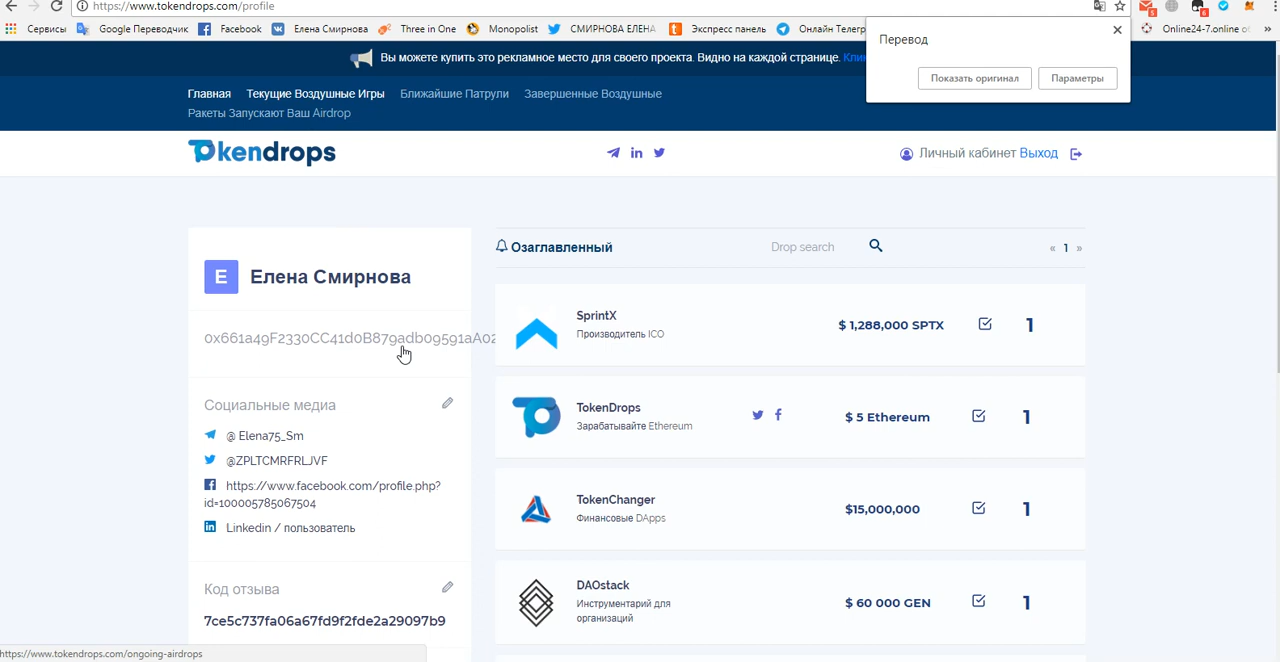 https://www.tokendrops.com/profile
Сервисы Google Переводчик Facebook Елена Смирнова Three in One Monopolist СМИРНОВА ЕЛЕНА Экспресс панель Онлайн Телегр Online24-7.online о »
Перевод
Показать оригинал Параметры
Вы можете купить это рекламное место для своего проекта. Видно на каждой странице. Кли
Главная Текущие Воздушные Игры Ближайшие Патрули Завершенные Воздушные
Ракеты Запускают Ваш Airdrop
Tokendrops
Личный кабинет Выход
Озаглавленный Drop search « 1 »
E Елена Смирнова
0x661a49F2330CC41d0B879adb09591aA02
Социальные медиа
@ Elena75_Sm
@ZPLTCMRFRLJVF
https://www.facebook.com/profile.php?
id=100005785067504
Linkedin / пользователь
Код отзыва
7ce5c737fa06a67fd9f2fde2a29097b9
SprintX
Производитель ICO
$ 1,288,000 SPTX 1
TokenDrops
Зарабатывайте Ethereum
$ 5 Ethereum 1
TokenChanger
Финансовые DApps
$15,000,000 1
DAOstack
Инструментарий для
организаций
$ 60 000 GEN 1
https://www.tokendrops.com/ongoing-airdrops